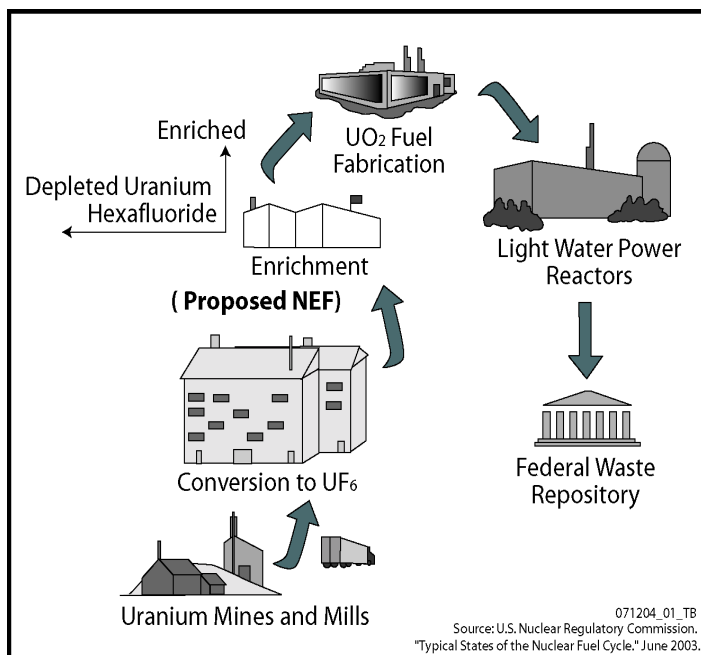 UO₂ Fuel
Fabrication
Enriched
Depleted Uranium
Hexafluoride
Enrichment
( Proposed NEF)
Light Water Power
Reactors
Conversion to UF₆
Federal Waste
Repository
Uranium Mines and Mills
071204_01_TB
Source: U.S. Nuclear Regulatory Commission.
"Typical States of the Nuclear Fuel Cycle." June 2003.